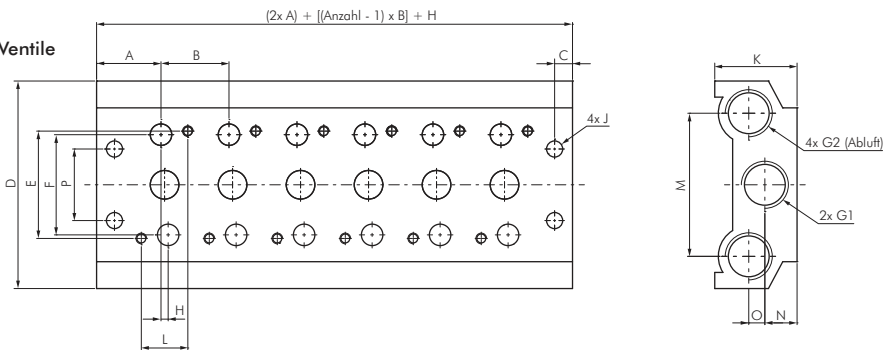 (2x A) + [(Anzahl - 1) x B] + H
Ventile
A
B
C
K
4x J
4x G2 (Abluft)
D
E
F
P
M
2x G1
H
O
N
L